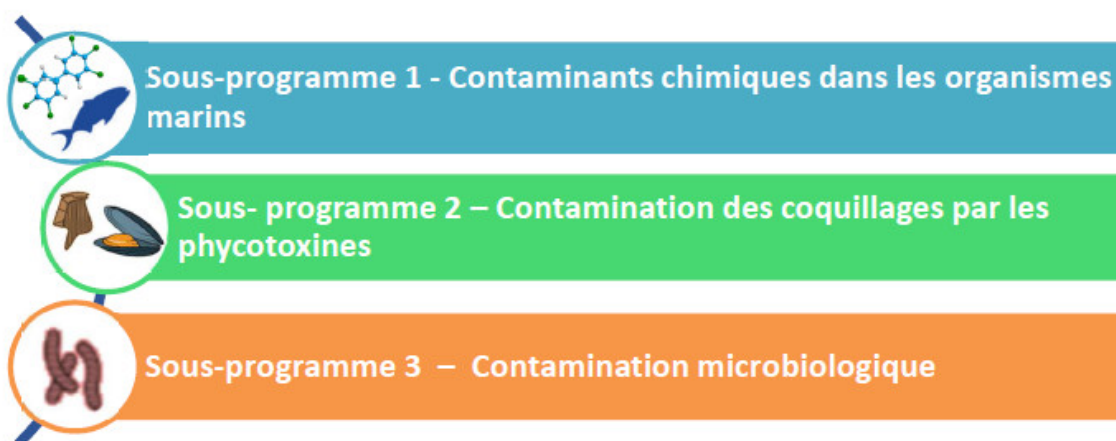 Sous-programme 1 - Contaminants chimiques dans les organismes
marins
Sous- programme 2 – Contamination des coquillages par les
phycotoxines
Sous-programme 3 – Contamination microbiologique